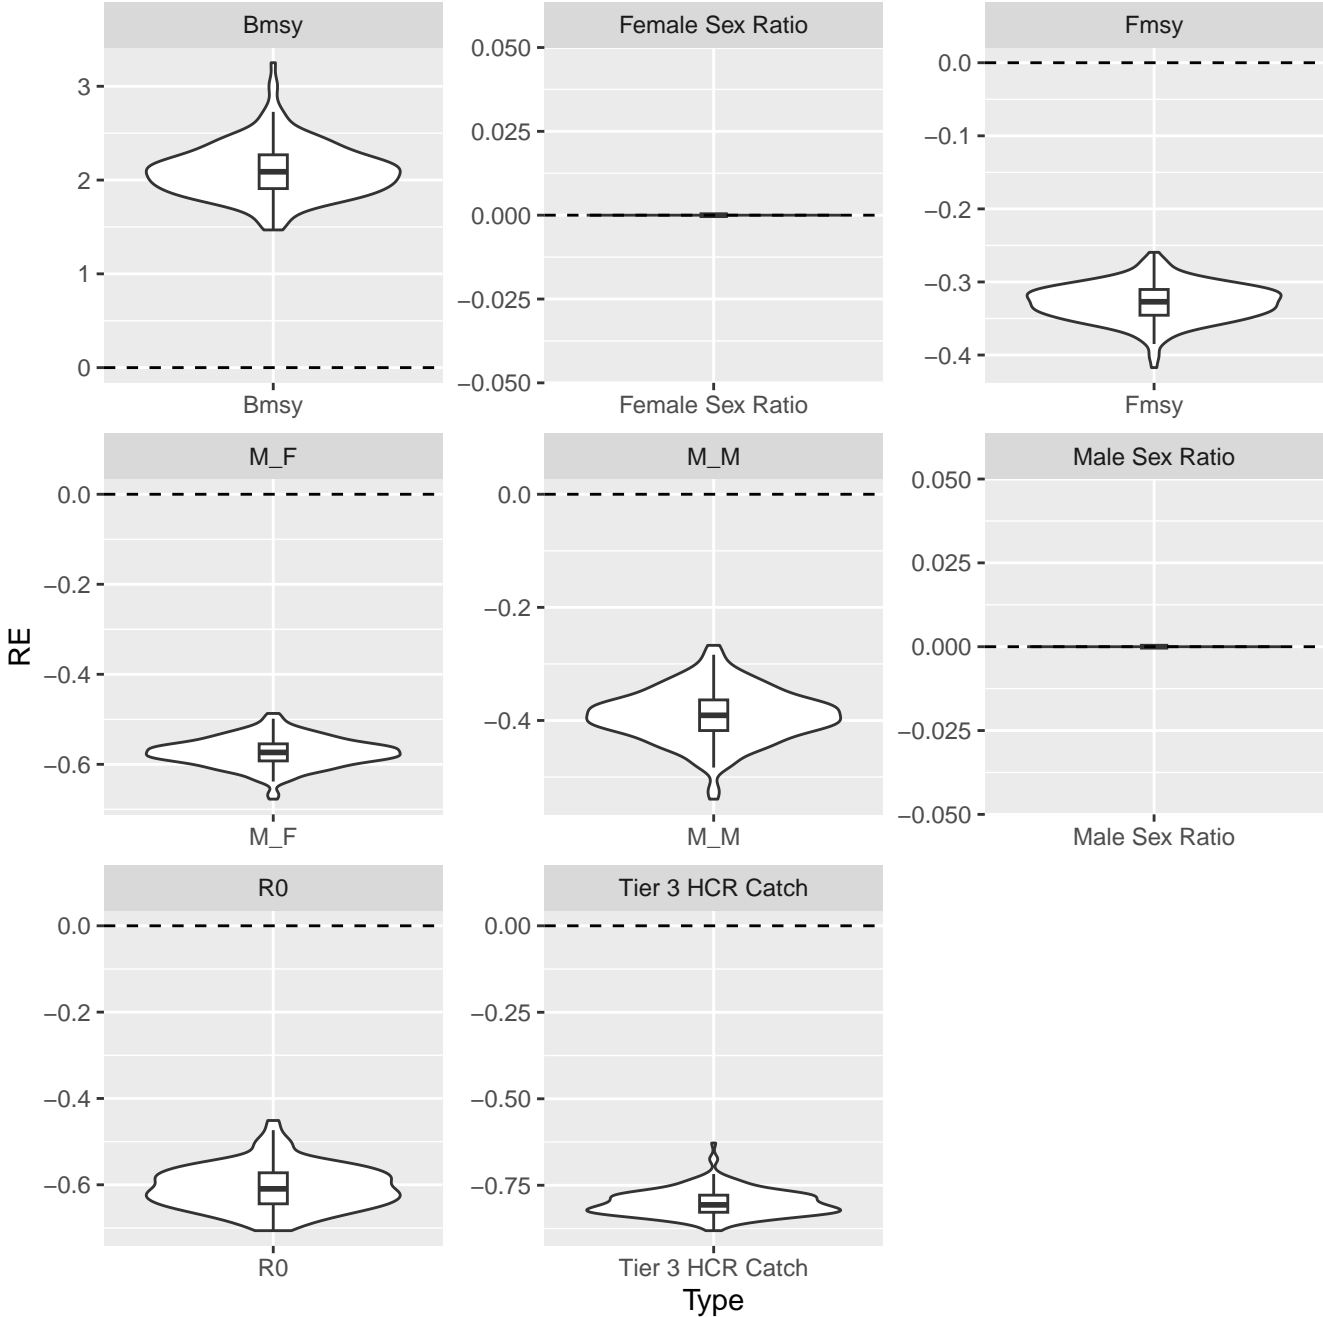 Bmsy
Female Sex Ratio
Fmsy
3
2
1
0
0.050
0.025
0.000
−0.025
−0.050
0.0
−0.1
−0.2
−0.3
−0.4
Bmsy
Female Sex Ratio
Fmsy
M_F
M_M
Male Sex Ratio
0.0
−0.2
−0.4
−0.6
0.0
−0.2
−0.4
0.050
0.025
0.000
−0.025
−0.050
M_F
M_M
Male Sex Ratio
RE
R0
Tier 3 HCR Catch
0.0
−0.2
−0.4
−0.6
0.00
−0.25
−0.50
−0.75
R0
Tier 3 HCR Catch
Type